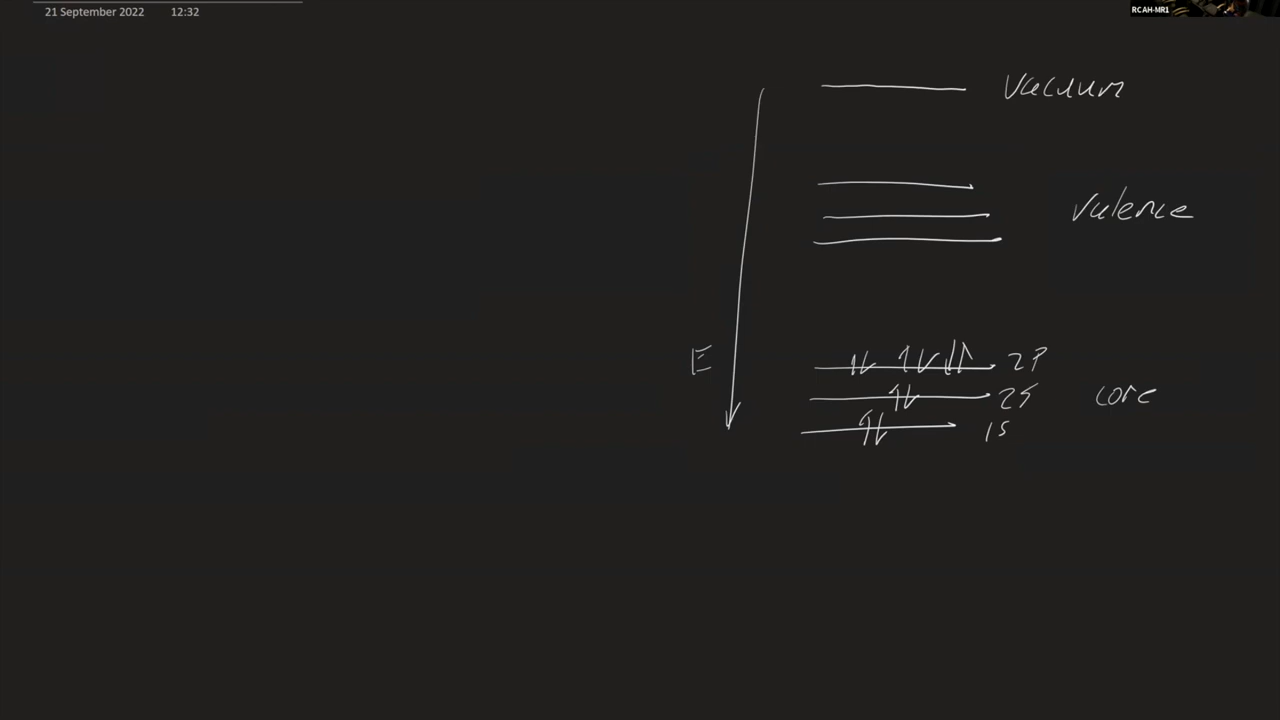 21 September 2022 12:32
RCAH-MR1
vacuum
valence
E
2P
2S
core
1S